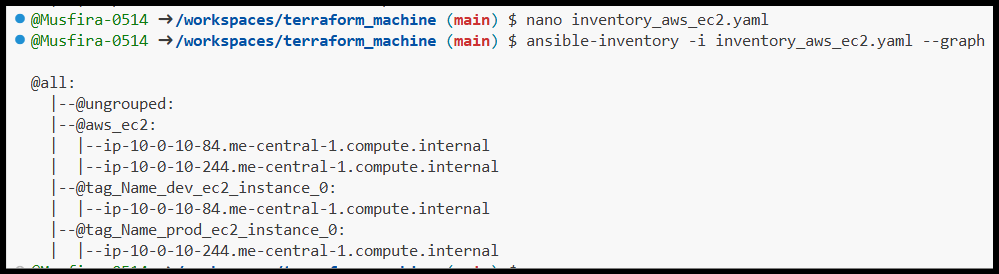 @Musfira-0514 ➜/workspaces/terraform_machine (main) $ nano inventory_aws_ec2.yaml
@Musfira-0514 ➜/workspaces/terraform_machine (main) $ ansible-inventory -i inventory_aws_ec2.yaml --graph
@all:
  |--@ungrouped:
  |--@aws_ec2:
  |  |--ip-10-0-10-84.me-central-1.compute.internal
  |  |--ip-10-0-10-244.me-central-1.compute.internal
  |--@tag_Name_dev_ec2_instance_0:
  |  |--ip-10-0-10-84.me-central-1.compute.internal
  |--@tag_Name_prod_ec2_instance_0:
  |  |--ip-10-0-10-244.me-central-1.compute.internal